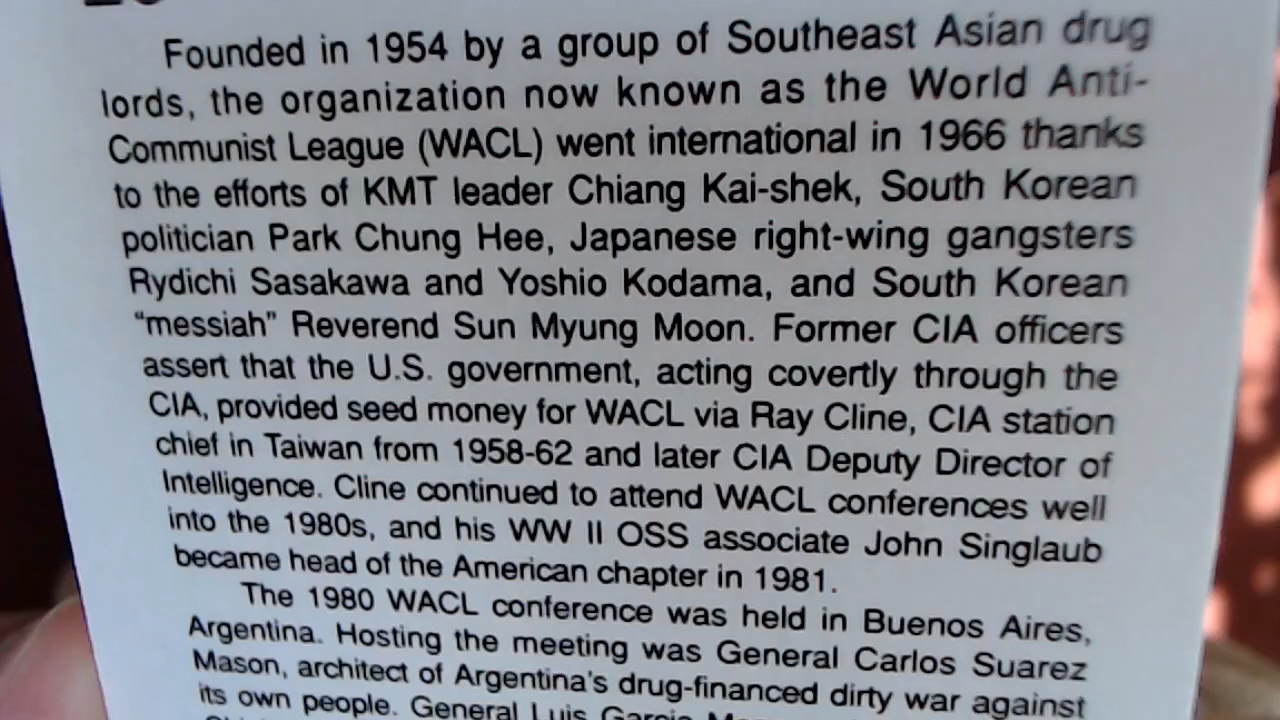 Founded in 1954 by a group of Southeast Asian drug
lords, the organization now known as the World Anti-
Communist League (WACL) went international in 1966 thanks
to the efforts of KMT leader Chiang Kai-shek, South Korean
politician Park Chung Hee, Japanese right-wing gangsters
Rydichi Sasakawa and Yoshio Kodama, and South Korean
“messiah” Reverend Sun Myung Moon. Former CIA officers
assert that the U.S. government, acting covertly through the
CIA, provided seed money for WACL via Ray Cline, CIA station
chief in Taiwan from 1958-62 and later CIA Deputy Director of
Intelligence. Cline continued to attend WACL conferences well
into the 1980s, and his WW II OSS associate John Singlaub
became head of the American chapter in 1981.
The 1980 WACL conference was held in Buenos Aires,
Argentina. Hosting the meeting was General Carlos Suarez
Mason, architect of Argentina's drug-financed dirty war against
its own people. General Luis Garcia